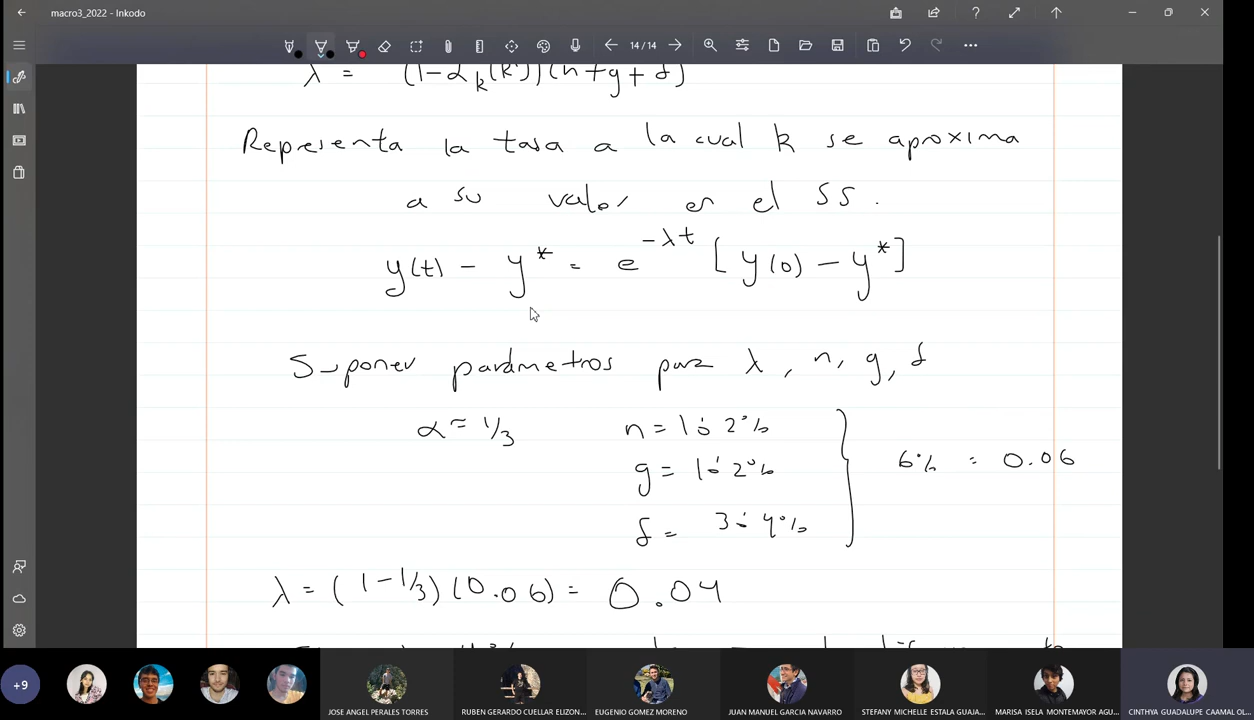 macro3_2022 - Inkodo
14/14
λ = (1-α_k(k*))(n+g+δ)
Representa la tasa a la cual k se aproxima
a su valor en el SS.
y(t) - y* = e^{-λt} [y(0) - y*]
Suponer parámetros para λ, n, g, δ
α ≈ 1/3 n = 1 ó 2%
g = 1 ó 2% 6% = 0.06
δ = 3 ó 4%
λ = (1-1/3)(0.06) = 0.04
+9
JOSE ANGEL PERALES TORRES
RUBEN GERARDO CUELLAR ELIZON...
EUGENIO GOMEZ MORENO
JUAN MANUEL GARCIA NAVARRO
STEFANY MICHELLE ESTALA GUAJA...
MARISA ISELA MONTEMAYOR AGU...
CINTHYA GUADALUPE CAAMAL OL...